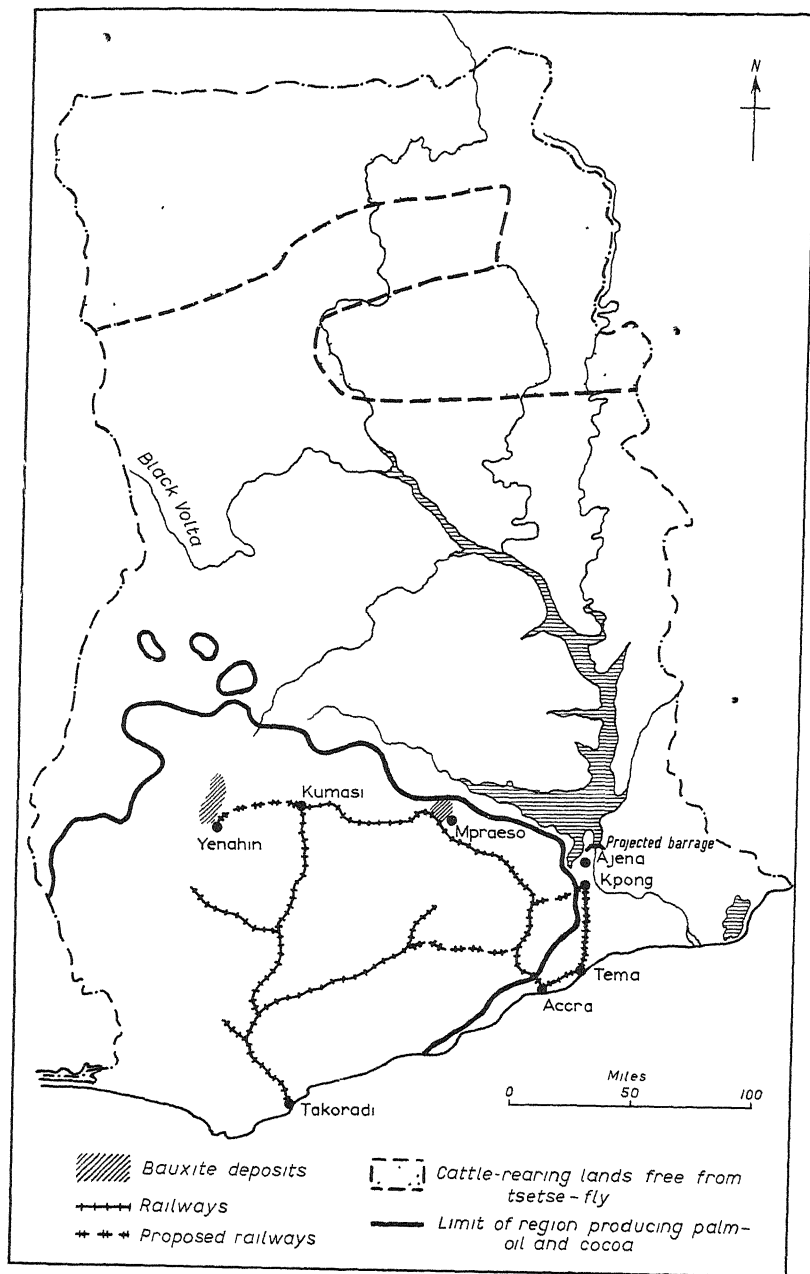 N
Black Volta
Kumasi
Yenahin
Mpraeso
Projected barrage
Ajena
Kpong
Tema
Accra
Takoradi
Miles
0 50 100
Bauxite deposits
Railways
Proposed railways
Cattle-rearing lands free from
tsetse-fly
Limit of region producing palm-
oil and cocoa